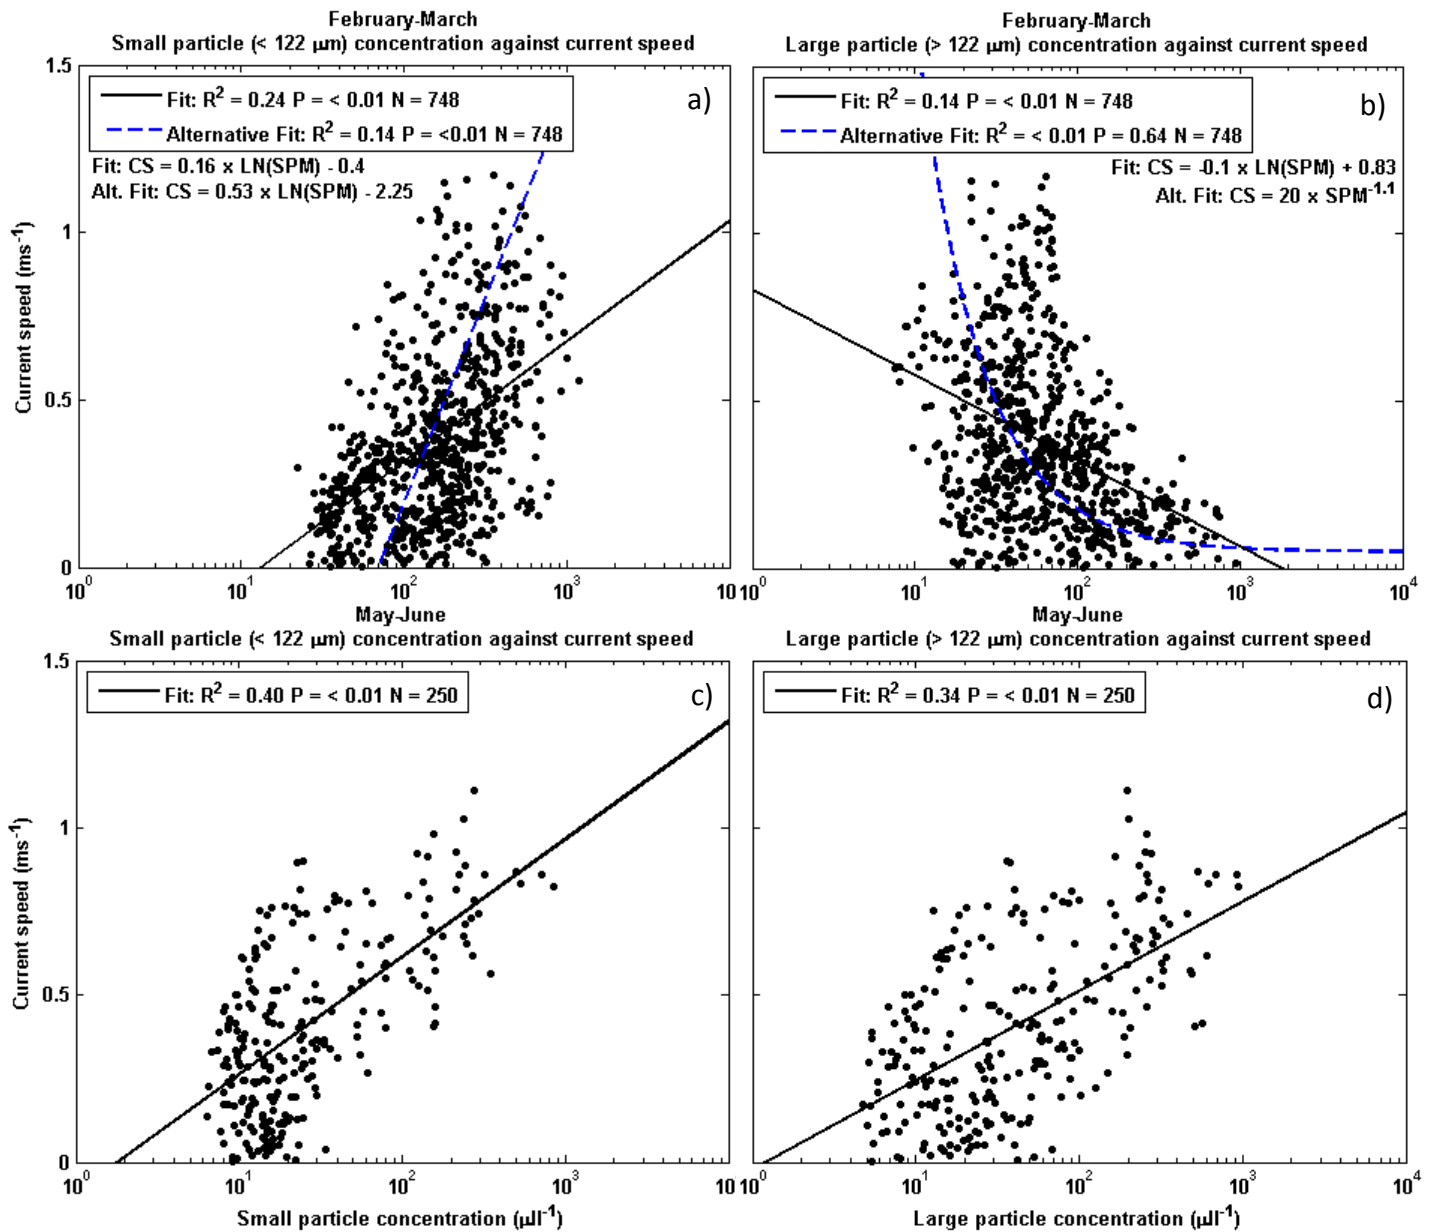 February-March
Small particle (< 122 µm) concentration against current speed
1.5
1
0.5
0
Current speed (ms⁻¹)
Fit: R² = 0.24 P = < 0.01 N = 748
Alternative Fit: R² = 0.14 P = <0.01 N = 748
Fit: CS = 0.16 x LN(SPM) - 0.4
Alt. Fit: CS = 0.53 x LN(SPM) - 2.25
a)
10⁰ 10¹ 10² 10³ 10
February-March
Large particle (> 122 µm) concentration against current speed
Fit: R² = 0.14 P = < 0.01 N = 748
Alternative Fit: R² = < 0.01 P = 0.64 N = 748
b)
Fit: CS = -0.1 x LN(SPM) + 0.83
Alt. Fit: CS = 20 x SPM⁻¹·¹
10⁰ 10¹ 10² 10³ 10⁴
May-June
Small particle (< 122 µm) concentration against current speed
1.5
1
0.5
0
Current speed (ms⁻¹)
Fit: R² = 0.40 P = < 0.01 N = 250
c)
10⁰ 10¹ 10² 10³ 10
Small particle concentration (µll⁻¹)
May-June
Large particle (> 122 µm) concentration against current speed
Fit: R² = 0.34 P = < 0.01 N = 250
d)
10⁰ 10¹ 10² 10³ 10⁴
Large particle concentration (µll⁻¹)